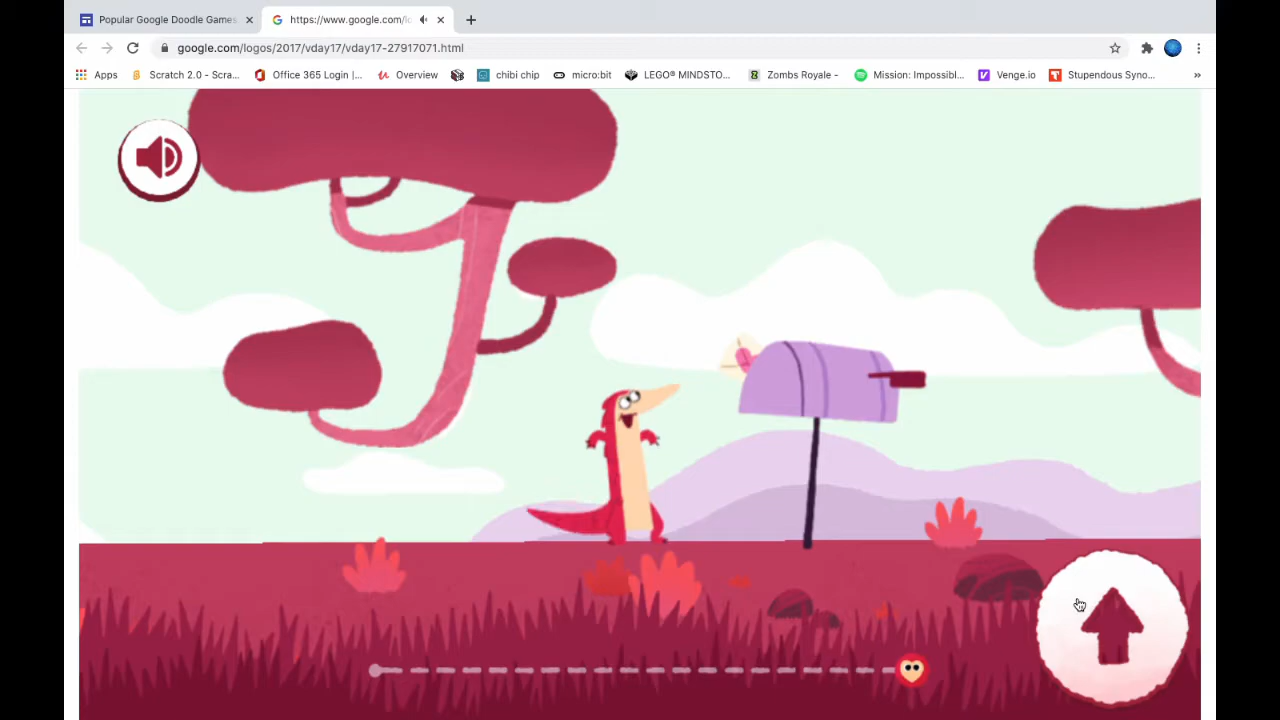 Popular Google Doodle Games
https://www.google.com/lo
google.com/logos/2017/vday17/vday17-27917071.html
Apps Scratch 2.0 - Scra... Office 365 Login |... Overview chibi chip micro:bit LEGO® MINDSTO... Zombs Royale - Mission: Impossibl... Venge.io Stupendous Syno... »